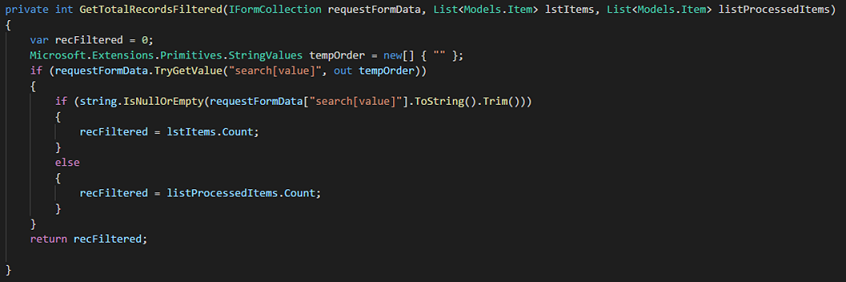 private int GetTotalRecordsFiltered(IFormCollection requestFormData, List<Models.Item> lstItems, List<Models.Item> listProcessedItems)
{
    var recFiltered = 0;
    Microsoft.Extensions.Primitives.StringValues tempOrder = new[] { "" };
    if (requestFormData.TryGetValue("search[value]", out tempOrder))
    {
        if (string.IsNullOrEmpty(requestFormData["search[value]"].ToString().Trim()))
        {
            recFiltered = lstItems.Count;
        }
        else
        {
            recFiltered = listProcessedItems.Count;
        }
    }
    return recFiltered;

}